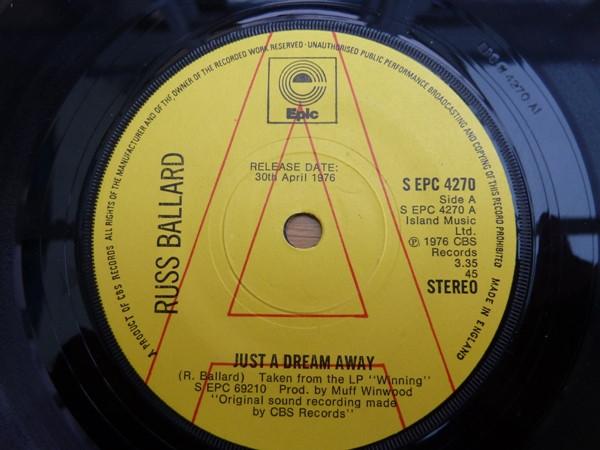 A PRODUCT OF CBS RECORDS ALL RIGHTS OF THE MANUFACTURER AND OF THE OWNER OF THE RECORDED WORK RESERVED · UNAUTHORISED PUBLIC PERFORMANCE BROADCASTING AND COPYING OF THIS RECORD PROHIBITED MADE IN ENGLAND
Epic
A
RELEASE DATE:
30th April 1976
RUSS BALLARD
S EPC 4270
Side A
S EPC 4270 A
Island Music
Ltd.
℗ 1976 CBS
Records
3.35
45
STEREO
JUST A DREAM AWAY
(R. Ballard) Taken from the LP "Winning"
S EPC 69210 Prod. by Muff Winwood
"Original sound recording made
by CBS Records"